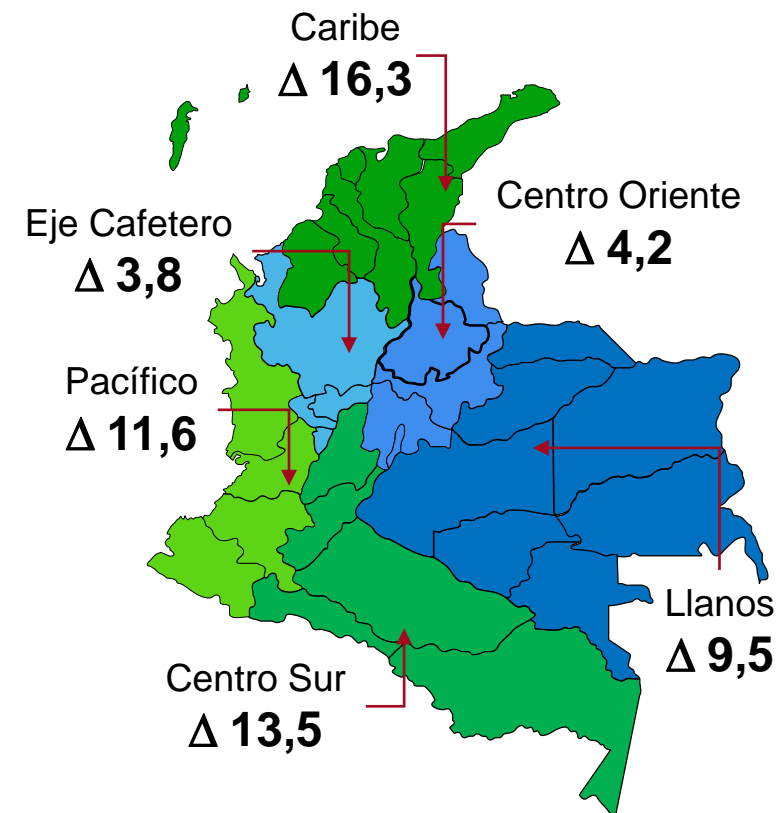 Caribe
Δ 16,3
Centro Oriente
Δ 4,2
Eje Cafetero
Δ 3,8
Pacífico
Δ 11,6
Llanos
Δ 9,5
Centro Sur
Δ 13,5